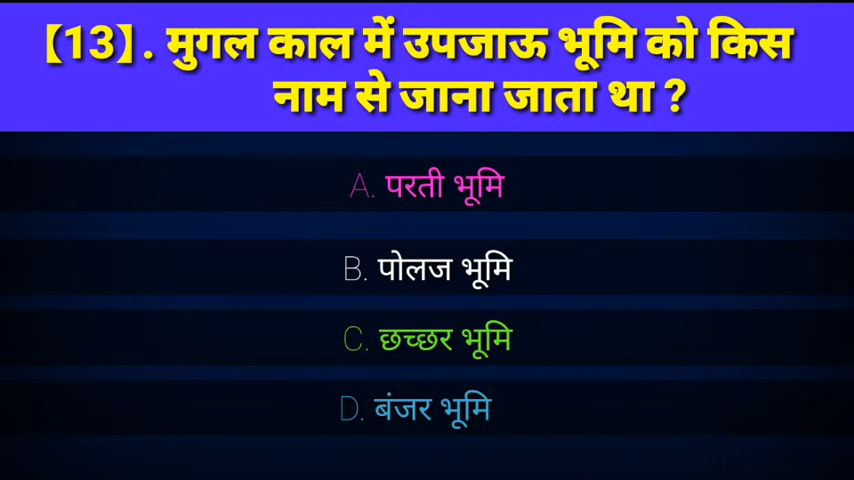 【13】. मुगल काल में उपजाऊ भूमि को किस
नाम से जाना जाता था ?
A. परती भूमि
B. पोलज भूमि
C. छच्छर भूमि
D. बंजर भूमि